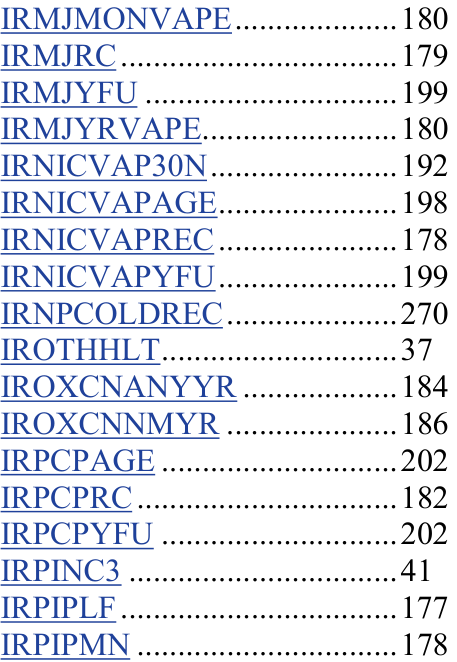 IRMJMONVAPE.................... 180
IRMJRC.................................. 179
IRMJYFU ............................... 199
IRMJYRVAPE........................ 180
IRNICVAP30N....................... 192
IRNICVAPAGE...................... 198
IRNICVAPREC...................... 178
IRNICVAPYFU...................... 199
IRNPCOLDREC..................... 270
IROTHHLT............................. 37
IROXCNANYYR ................... 184
IROXCNNMYR ..................... 186
IRPCPAGE ............................. 202
IRPCPRC................................ 182
IRPCPYFU .............................. 202
IRPINC3 ................................. 41
IRPIPLF.................................. 177
IRPIPMN ................................ 178